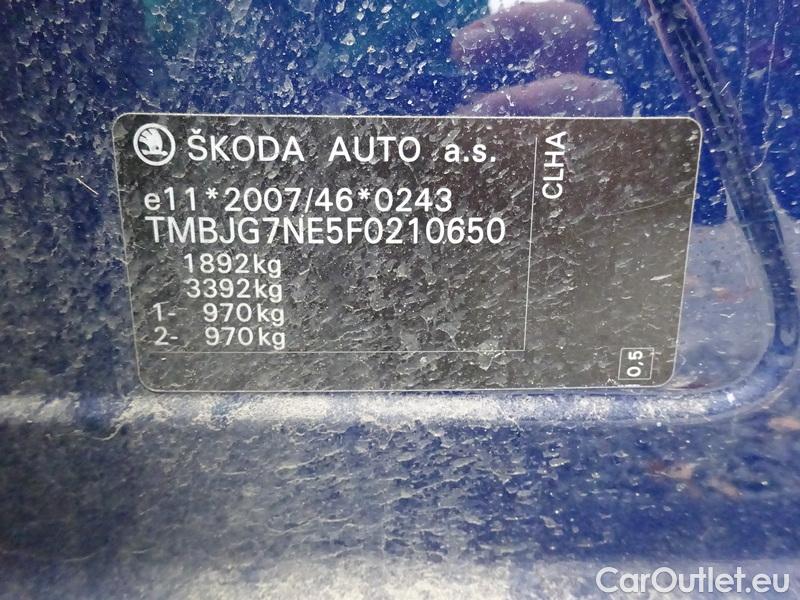 ŠKODA AUTO a.s.
e11*2007/46*0243
TMBJG7NE5F0210650
1892kg
3392kg
1- 970kg
2- 970kg
CLHA
0,5
CarOutlet.eu